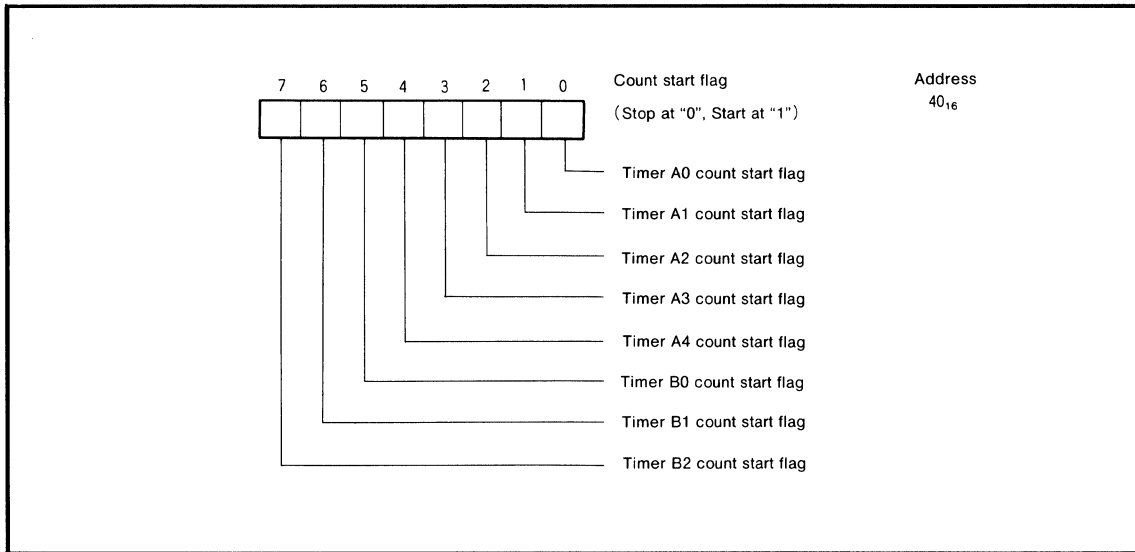 7 6 5 4 3 2 1 0
Count start flag
(Stop at “0”, Start at “1”)
Address
40₁₆
Timer A0 count start flag
Timer A1 count start flag
Timer A2 count start flag
Timer A3 count start flag
Timer A4 count start flag
Timer B0 count start flag
Timer B1 count start flag
Timer B2 count start flag